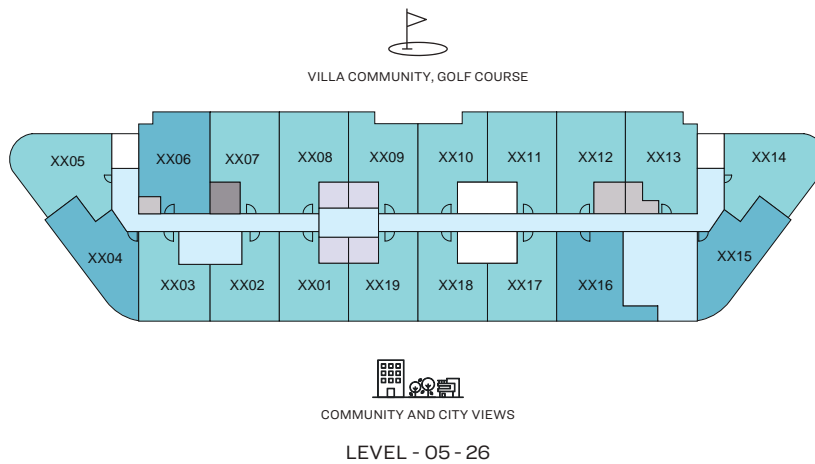 VILLA COMMUNITY, GOLF COURSE
XX05
XX06
XX07
XX08
XX09
XX10
XX11
XX12
XX13
XX14
XX04
XX03
XX02
XX01
XX19
XX18
XX17
XX16
XX15
COMMUNITY AND CITY VIEWS
LEVEL - 05 - 26